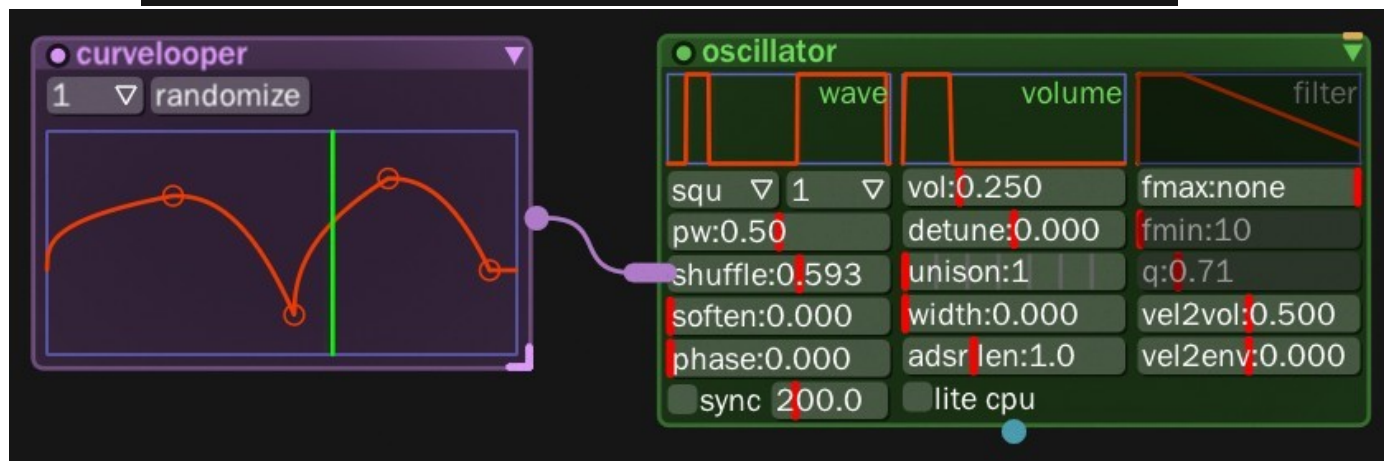 curvelooper
1 randomize
oscillator
wave volume filter
squ 1 vol:0.250 fmax:none
pw:0.50 detune:0.000 fmin:10
shuffle:0.593 unison:1 q:0.71
soften:0.000 width:0.000 vel2vol:0.500
phase:0.000 adsr len:1.0 vel2env:0.000
sync 200.0 lite cpu